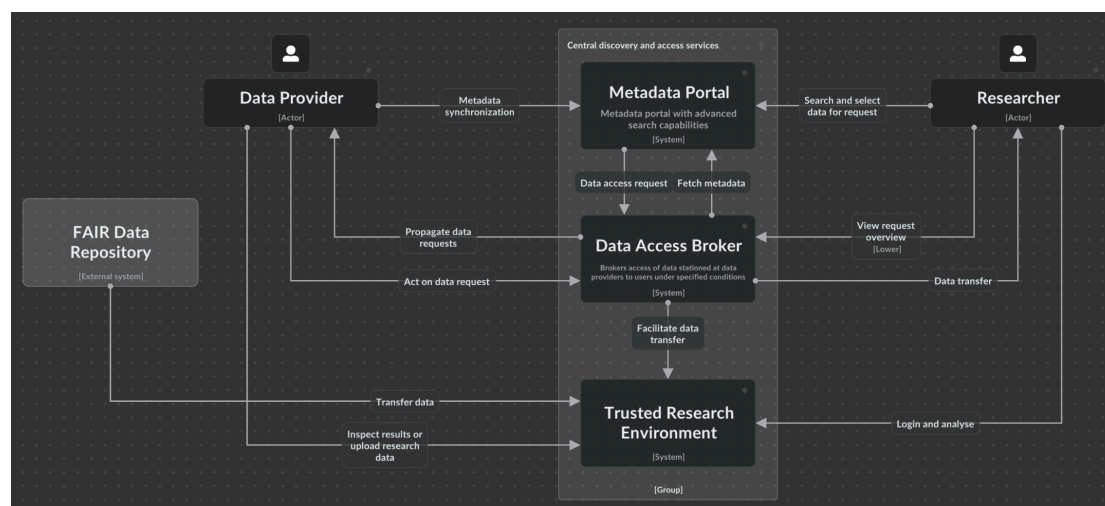 Central discovery and access services
Data Provider
[Actor]
Metadata
synchronization
Metadata Portal
Metadata portal with advanced
search capabilities
[System]
Search and select
data for request
Researcher
[Actor]
Data access request
Fetch metadata
FAIR Data
Repository
[External system]
Propagate data
requests
Act on data request
Data Access Broker
Brokers access of data stationed at data
providers to users under specified conditions
[System]
View request
overview
[Lower]
Data transfer
Facilitate data
transfer
Transfer data
Inspect results or
upload research
data
Trusted Research
Environment
[System]
Login and analyse
[Group]